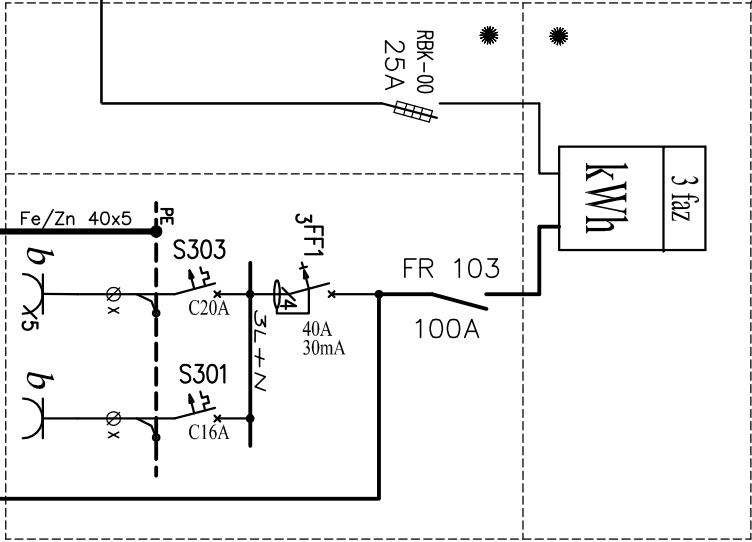 RBK-00
25A
3 faz
kWh
Fe/Zn 40x5
PE
S303
C20A
3FF1
4
40A
30mA
FR 103
100A
3L+N
b
x5
x
S301
C16A
b
x